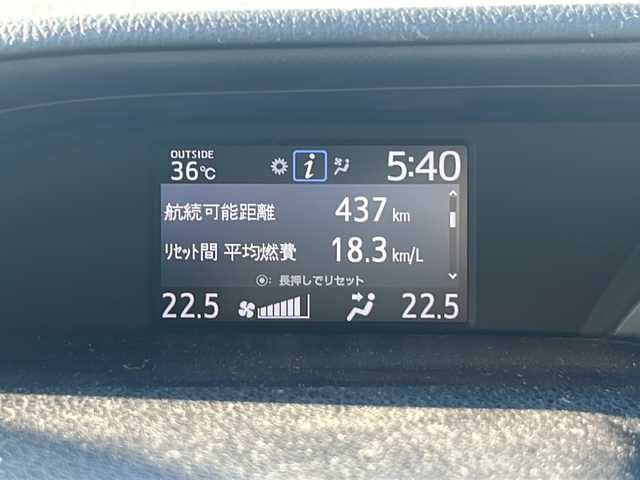 OUTSIDE
36℃
i
5:40
航続可能距離 437 km
リセット間 平均燃費 18.3 km/L
◉: 長押しでリセット
22.5
22.5